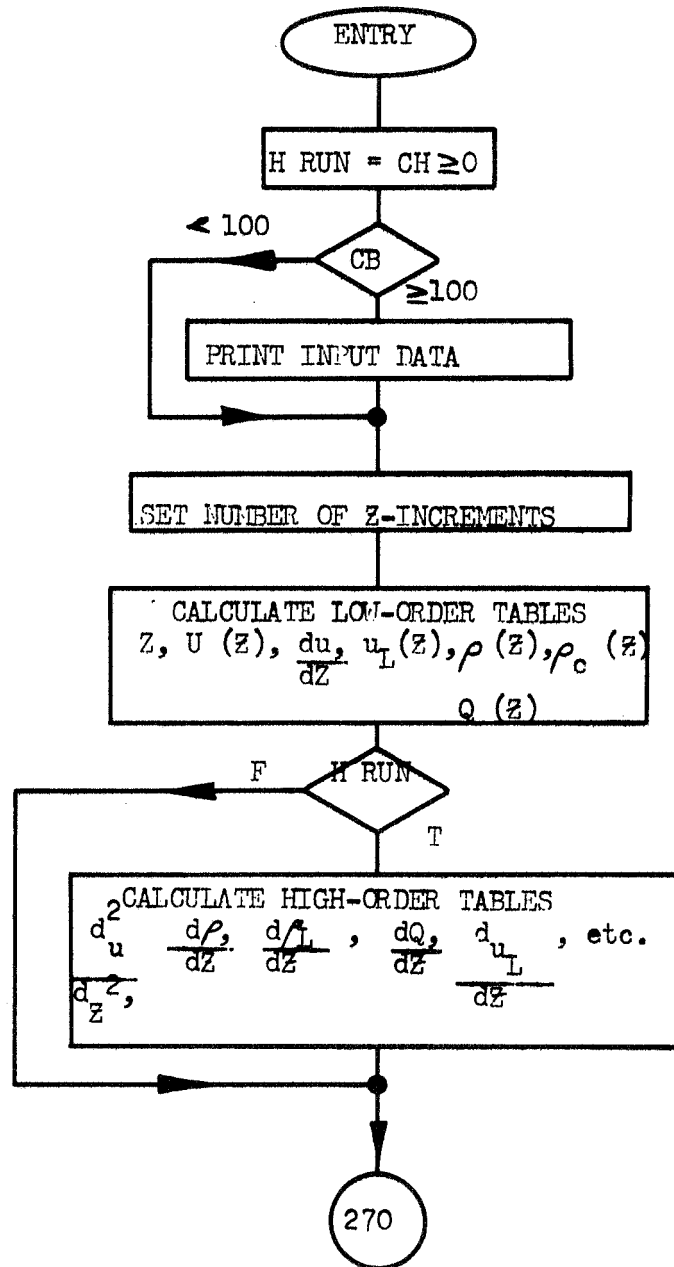 ENTRY
H RUN = CH ≥ 0
< 100
CB
≥100
PRINT INPUT DATA
SET NUMBER OF Z-INCREMENTS
CALCULATE LOW-ORDER TABLES
Z, U (Z), du/dZ, u_L(Z), ρ (Z), ρ_c (Z)
Q (Z)
F
H RUN
T
CALCULATE HIGH-ORDER TABLES
d²u/dz², dρ/dZ, dρ_L/dZ, dQ/dZ, du_L/dZ, etc.
270